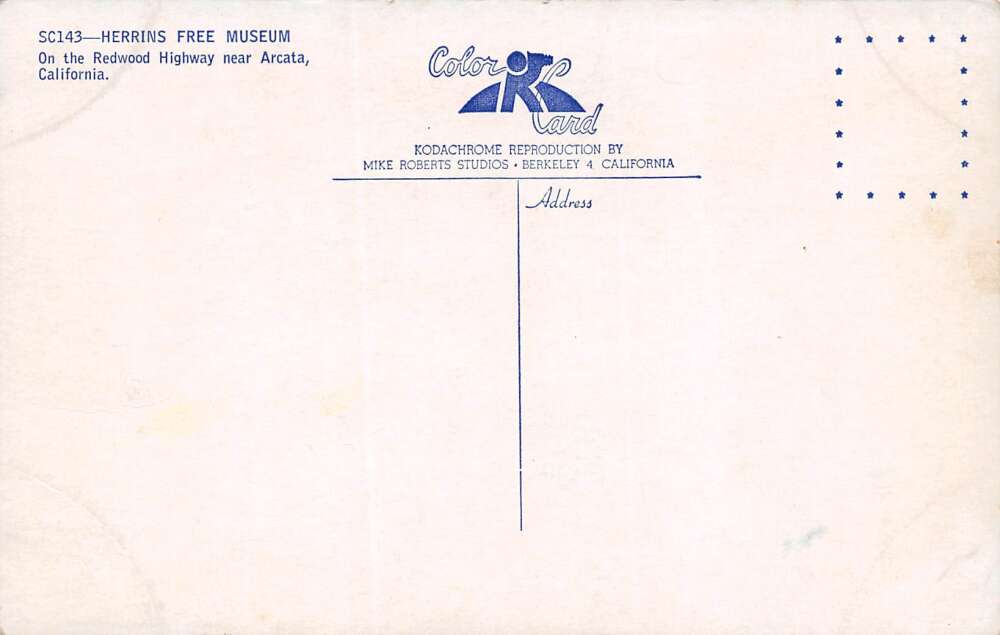 SC143—HERRINS FREE MUSEUM
On the Redwood Highway near Arcata,
California.
Color
Card
KODACHROME REPRODUCTION BY
MIKE ROBERTS STUDIOS • BERKELEY 4, CALIFORNIA
Address